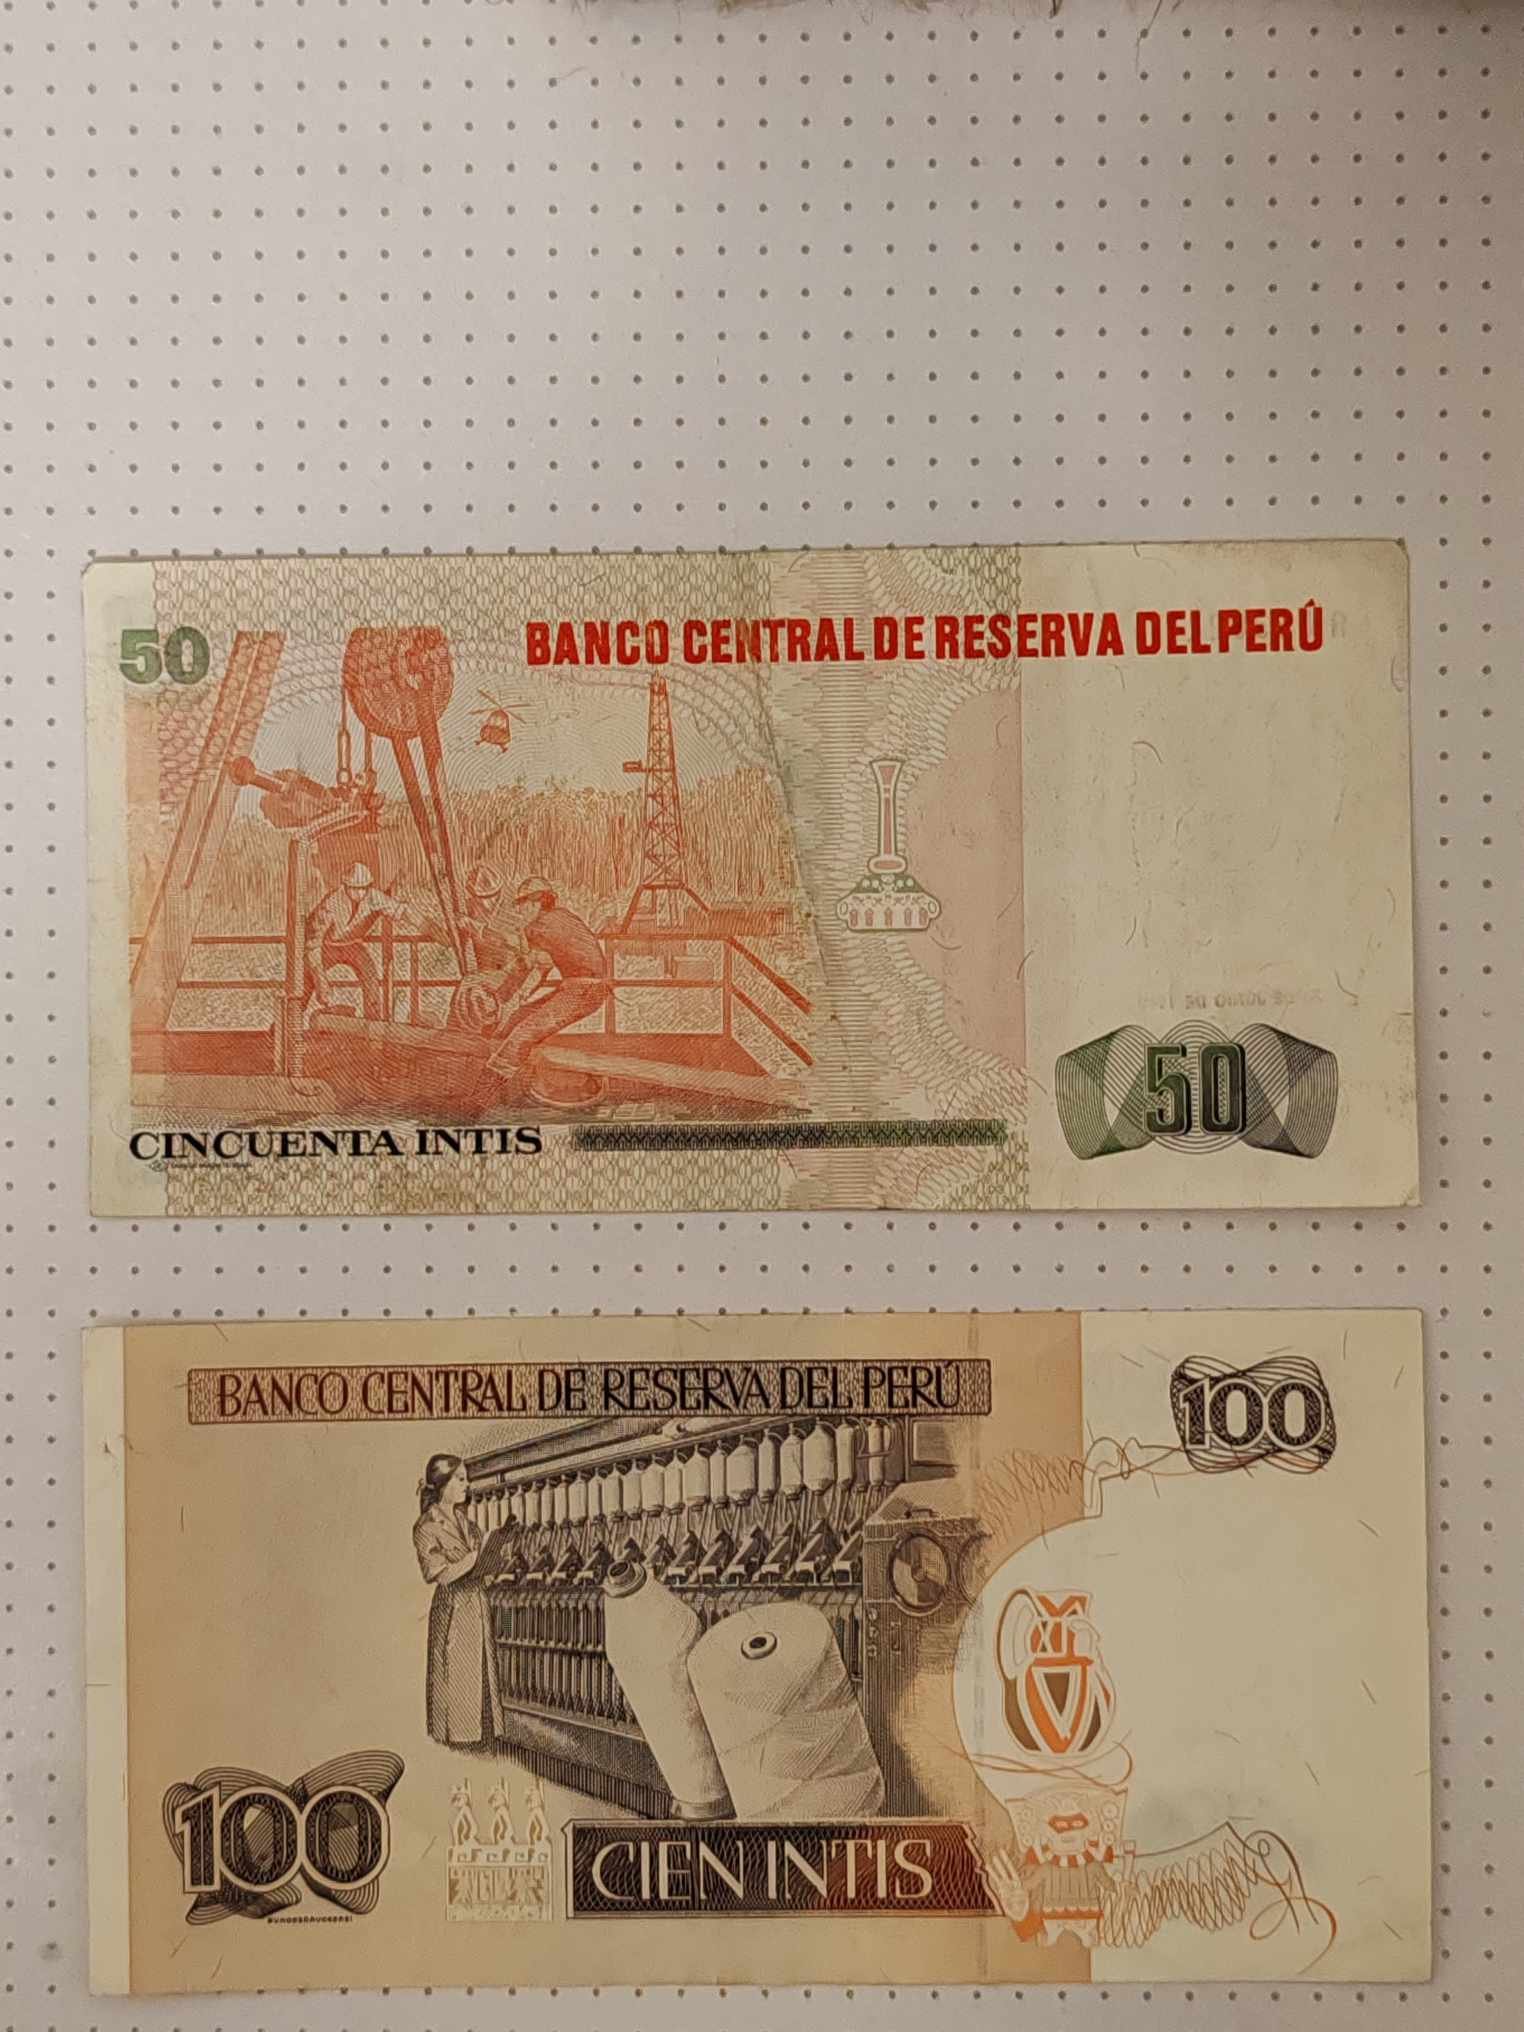 50
BANCO CENTRAL DE RESERVA DEL PERÚ
50
CINCUENTA INTIS
BANCO CENTRAL DE RESERVA DEL PERÚ
100
100
CIEN INTIS
BUNDESDRUCKEREI